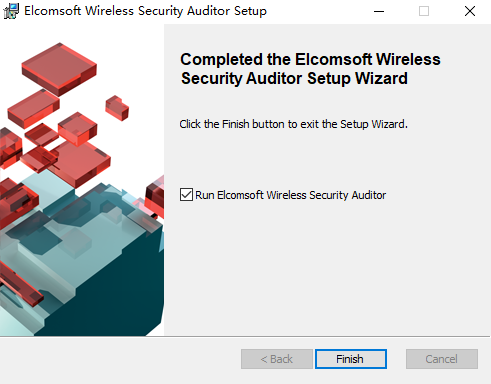 Elcomsoft Wireless Security Auditor Setup
Completed the Elcomsoft Wireless
Security Auditor Setup Wizard
Click the Finish button to exit the Setup Wizard.
Run Elcomsoft Wireless Security Auditor
< Back
Finish
Cancel